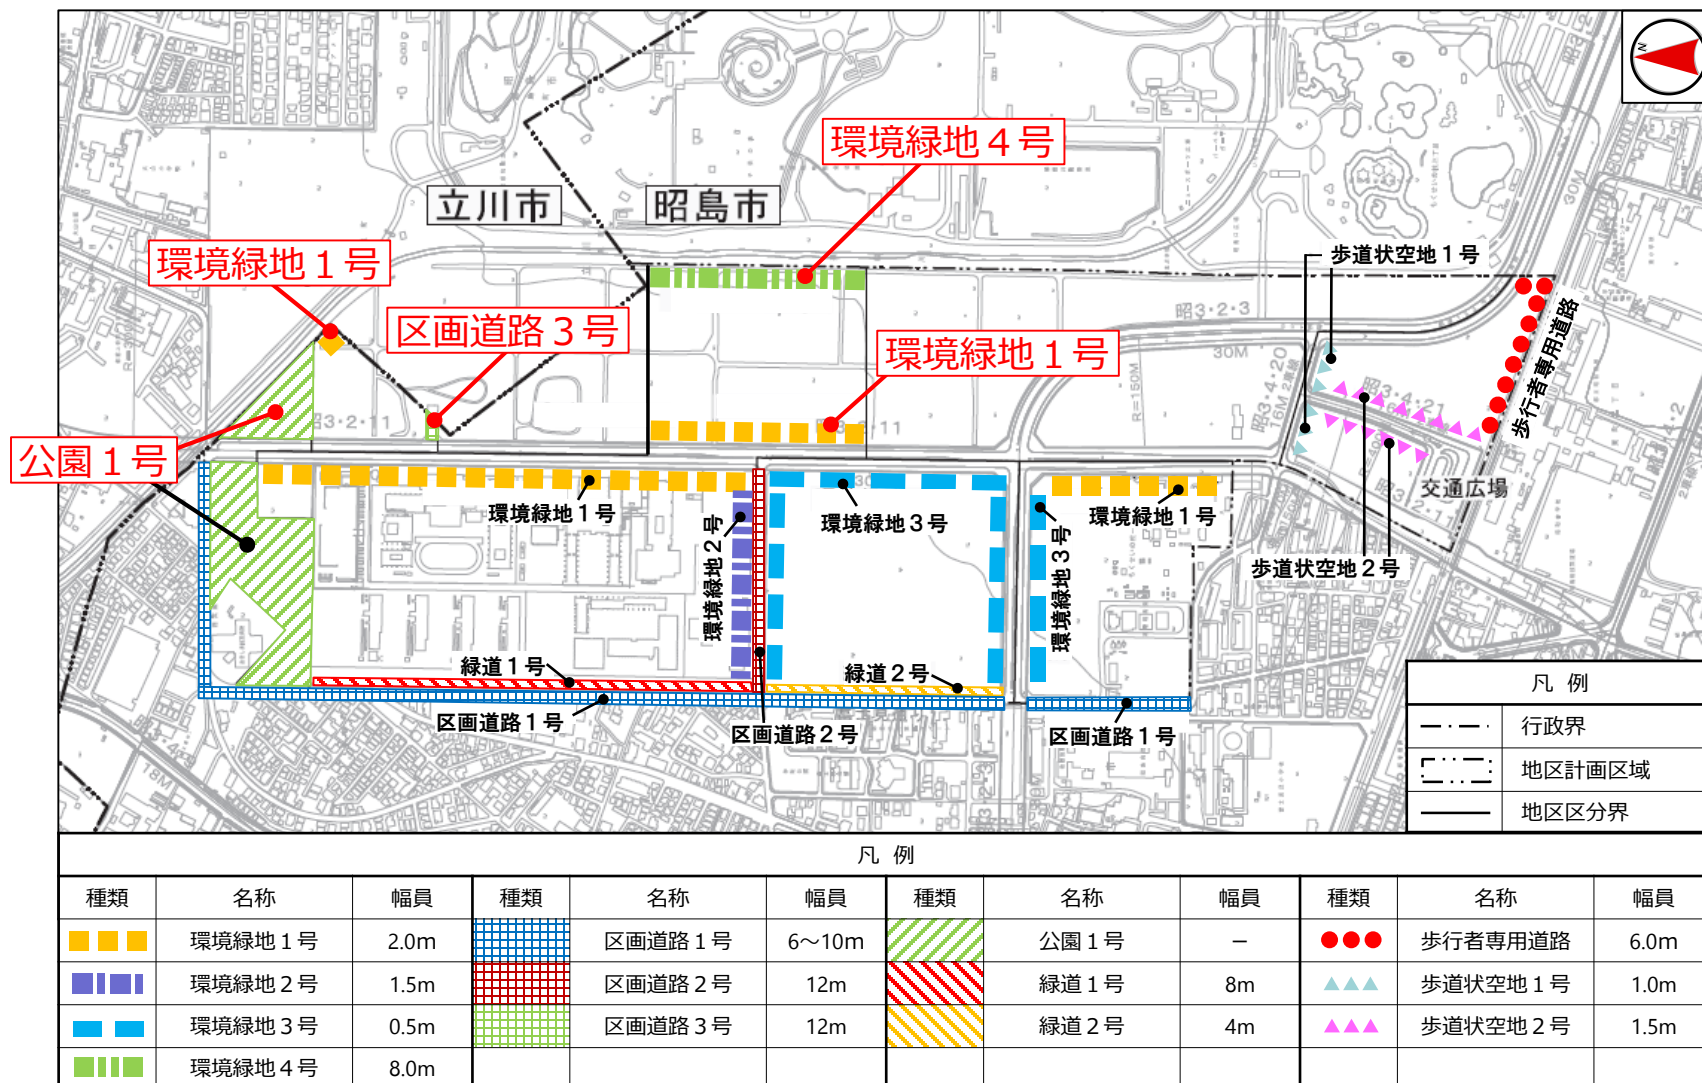 N
環境緑地４号
立川市
昭島市
環境緑地１号
区画道路３号
環境緑地１号
公園１号
歩道状空地１号
歩行者専用道路
30M
昭3・2・3
30M
R=150M
昭3・4・20
16M 2車線
昭3・4・21
昭3・2・11
交通広場
歩道状空地２号
環境緑地１号
環境緑地２号
環境緑地３号
環境緑地３号
環境緑地１号
緑道１号
緑道２号
区画道路１号
区画道路２号
区画道路１号
凡 例
行政界
地区計画区域
地区区分界
凡 例
種類 名称 幅員 種類 名称 幅員 種類 名称 幅員 種類 名称 幅員
環境緑地１号 2.0m 区画道路１号 6～10m 公園１号 － 歩行者専用道路 6.0m
環境緑地２号 1.5m 区画道路２号 12m 緑道１号 8m 歩道状空地１号 1.0m
環境緑地３号 0.5m 区画道路３号 12m 緑道２号 4m 歩道状空地２号 1.5m
環境緑地４号 8.0m